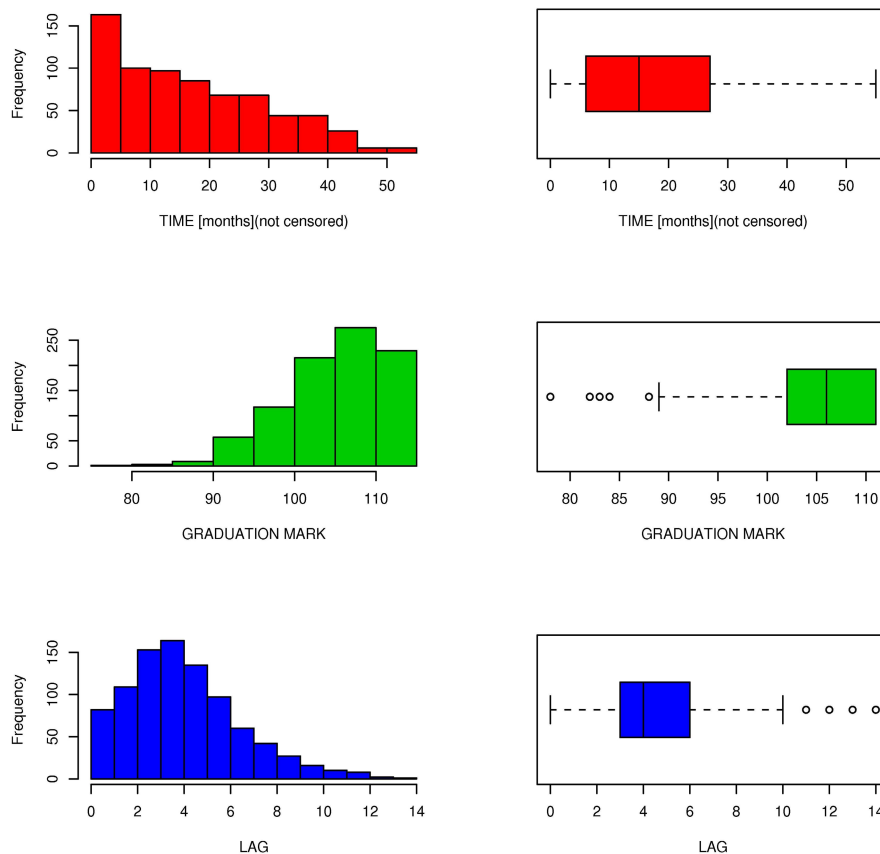 Frequency
0 50 100 150
0 10 20 30 40 50
TIME [months](not censored)
0 10 20 30 40 50
TIME [months](not censored)
Frequency
0 50 150 250
80 90 100 110
GRADUATION MARK
80 85 90 95 100 105 110
GRADUATION MARK
Frequency
0 50 100 150
0 2 4 6 8 10 12 14
LAG
0 2 4 6 8 10 12 14
LAG